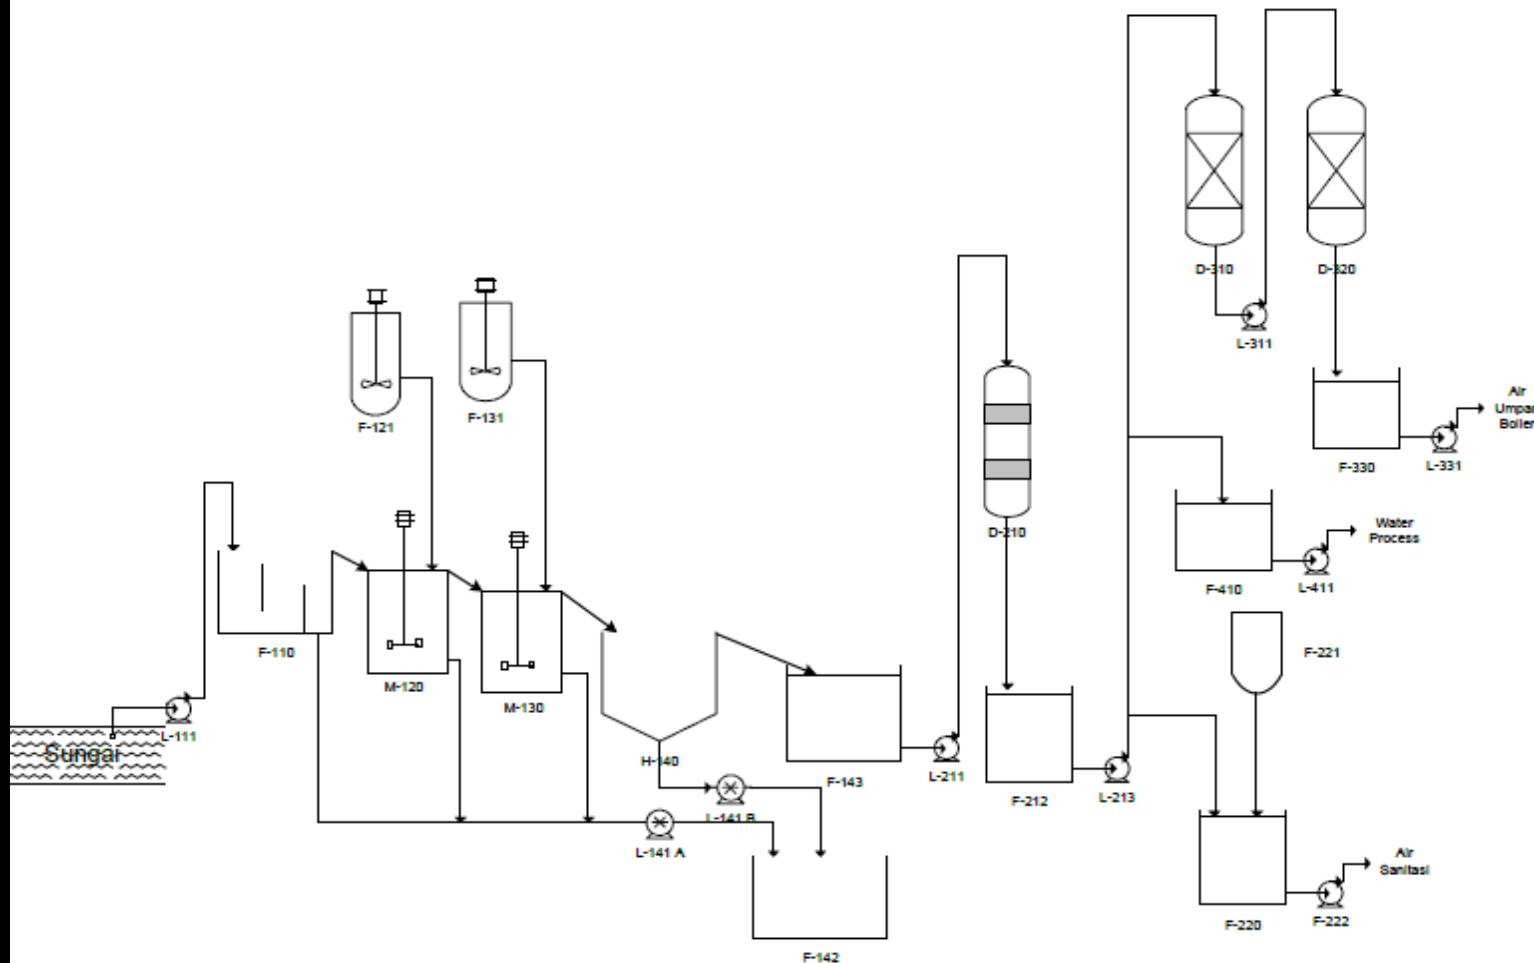 D-310
D-320
L-311
F-121
F-131
Air
Umpan
Boiler
F-330
L-331
D-210
Water
Process
F-410
L-411
F-110
M-120
M-130
F-221
L-111
Sungai
H-140
F-143
L-211
F-212
L-213
L-141 B
L-141 A
Air
Sanitasi
F-220
F-222
F-142